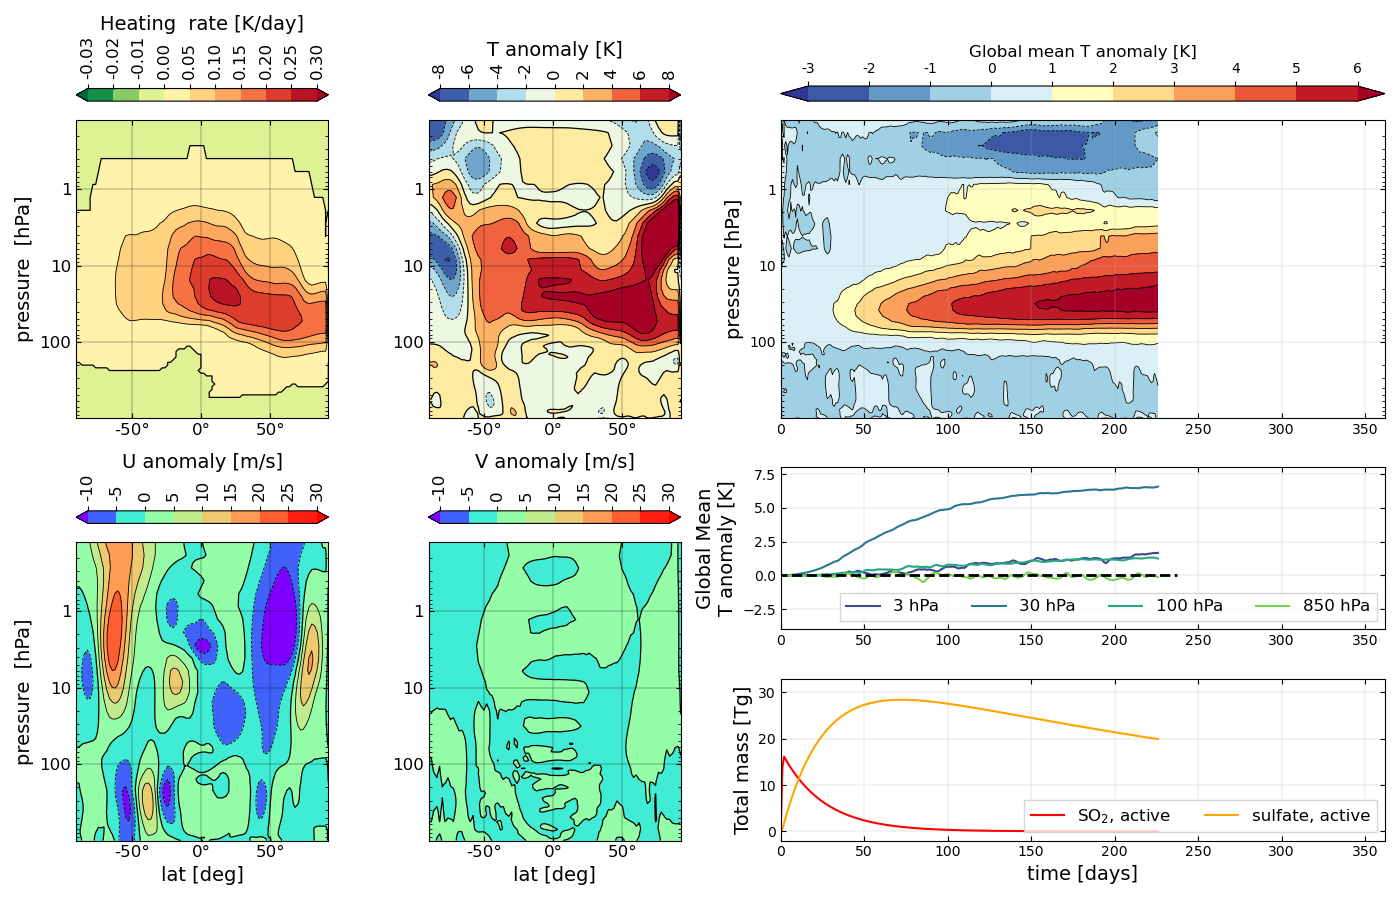 Heating  rate [K/day]
-0.03 -0.02 -0.01 0.00 0.05 0.10 0.15 0.20 0.25 0.30
T anomaly [K]
-8 -6 -4 -2 0 2 4 6 8
Global mean T anomaly [K]
-3 -2 -1 0 1 2 3 4 5 6
pressure  [hPa]
1
10
100
-50° 0° 50°
-50° 0° 50°
1
10
100
pressure  [hPa]
1
10
100
0 50 100 150 200 250 300 350
U anomaly [m/s]
-10 -5 0 5 10 15 20 25 30
V anomaly [m/s]
-10 -5 0 5 10 15 20 25 30
pressure  [hPa]
1
10
100
-50° 0° 50°
lat [deg]
1
10
100
-50° 0° 50°
lat [deg]
Global Mean
T anomaly [K]
7.5
5.0
2.5
0.0
−2.5
3 hPa 30 hPa 100 hPa 850 hPa
Total mass [Tg]
30
20
10
0
SO₂, active sulfate, active
0 50 100 150 200 250 300 350
time [days]